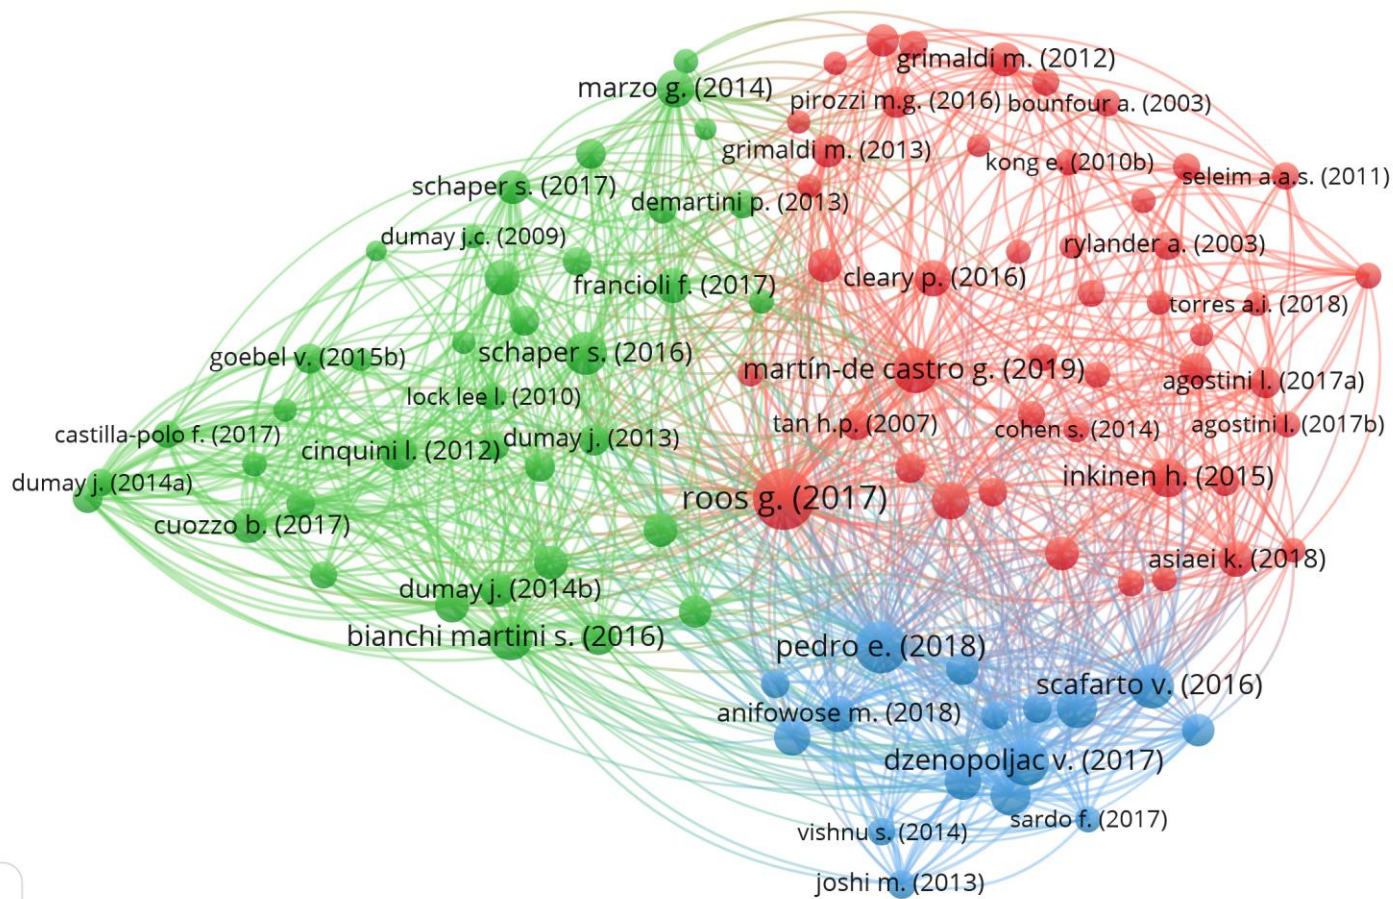 grimaldi m. (2012)
marzo g. (2014)
pirozzi m.g. (2016)
bounfour a. (2003)
grimaldi m. (2013)
kong e. (2010b)
seleim a.a.s. (2011)
schaper s. (2017)
demartini p. (2013)
dumay j.c. (2009)
rylander a. (2003)
francioli f. (2017)
cleary p. (2016)
torres a.i. (2018)
goebel v. (2015b)
schaper s. (2016)
martín-de castro g. (2019)
agostini l. (2017a)
lock lee l. (2010)
tan h.p. (2007)
cohen s. (2014)
agostini l. (2017b)
castilla-polo f. (2017)
cinquini l. (2012)
dumay j. (2013)
dumay j. (2014a)
inkinen h. (2015)
roos g. (2017)
cuozzo b. (2017)
asiaei k. (2018)
dumay j. (2014b)
bianchi martini s. (2016)
pedro e. (2018)
scafarto v. (2016)
anifowose m. (2018)
dzenopoljac v. (2017)
sardo f. (2017)
vishnu s. (2014)
joshi m. (2013)